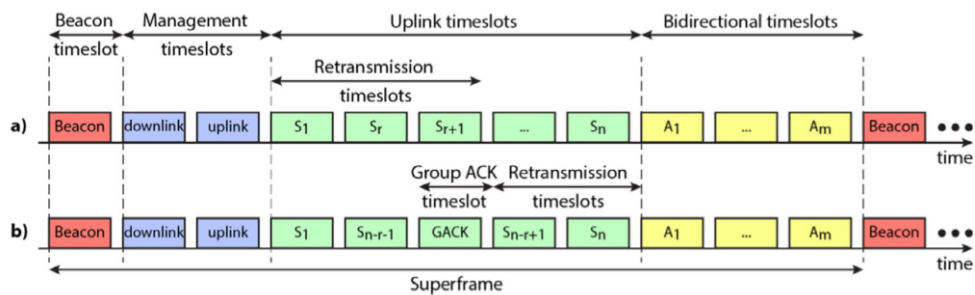 Beacon Management Uplink timeslots Bidirectional timeslots
timeslot timeslots
Retransmission
timeslots
a) Beacon downlink uplink S1 Sr Sr+1 ... Sn A1 ... Am Beacon
time
Group ACK Retransmission
timeslot timeslots
b) Beacon downlink uplink S1 Sn-r-1 GACK Sn-r+1 Sn A1 ... Am Beacon
time
Superframe